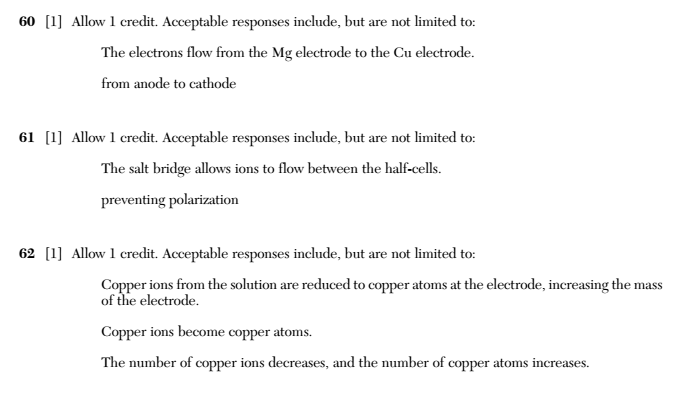 60 [1] Allow 1 credit. Acceptable responses include, but are not limited to:
The electrons flow from the Mg electrode to the Cu electrode.
from anode to cathode
61 [1] Allow 1 credit. Acceptable responses include, but are not limited to:
The salt bridge allows ions to flow between the half-cells.
preventing polarization
62 [1] Allow 1 credit. Acceptable responses include, but are not limited to:
Copper ions from the solution are reduced to copper atoms at the electrode, increasing the mass
of the electrode.
Copper ions become copper atoms.
The number of copper ions decreases, and the number of copper atoms increases.